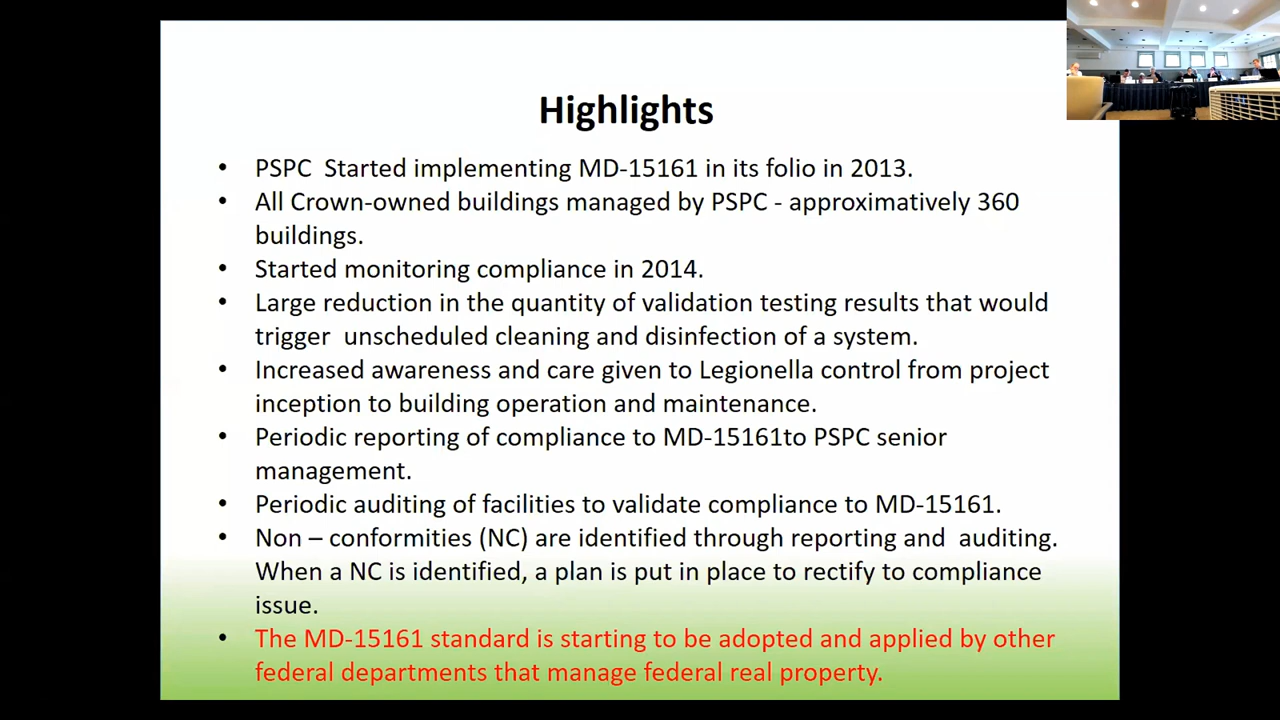 Highlights
• PSPC  Started implementing MD-15161 in its folio in 2013.
• All Crown-owned buildings managed by PSPC - approximatively 360
buildings.
• Started monitoring compliance in 2014.
• Large reduction in the quantity of validation testing results that would
trigger  unscheduled cleaning and disinfection of a system.
• Increased awareness and care given to Legionella control from project
inception to building operation and maintenance.
• Periodic reporting of compliance to MD-15161to PSPC senior
management.
• Periodic auditing of facilities to validate compliance to MD-15161.
• Non – conformities (NC) are identified through reporting and  auditing.
When a NC is identified, a plan is put in place to rectify to compliance
issue.
• The MD-15161 standard is starting to be adopted and applied by other
federal departments that manage federal real property.